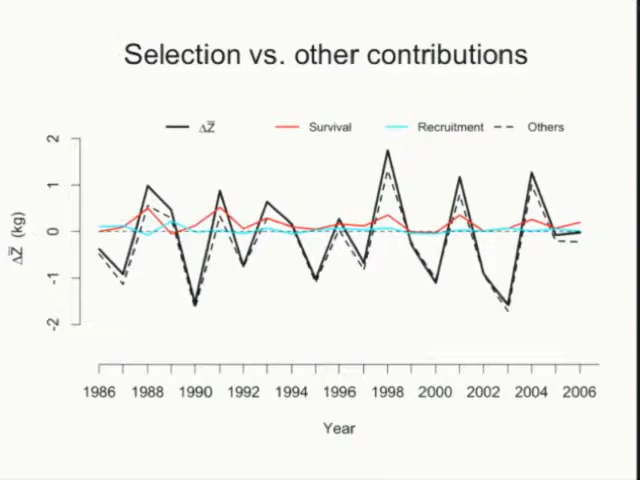 Selection vs. other contributions
ΔZ̅ Survival Recruitment Others
2
1
0
-1
-2
ΔZ̅ (kg)
1986 1988 1990 1992 1994 1996 1998 2000 2002 2004 2006
Year